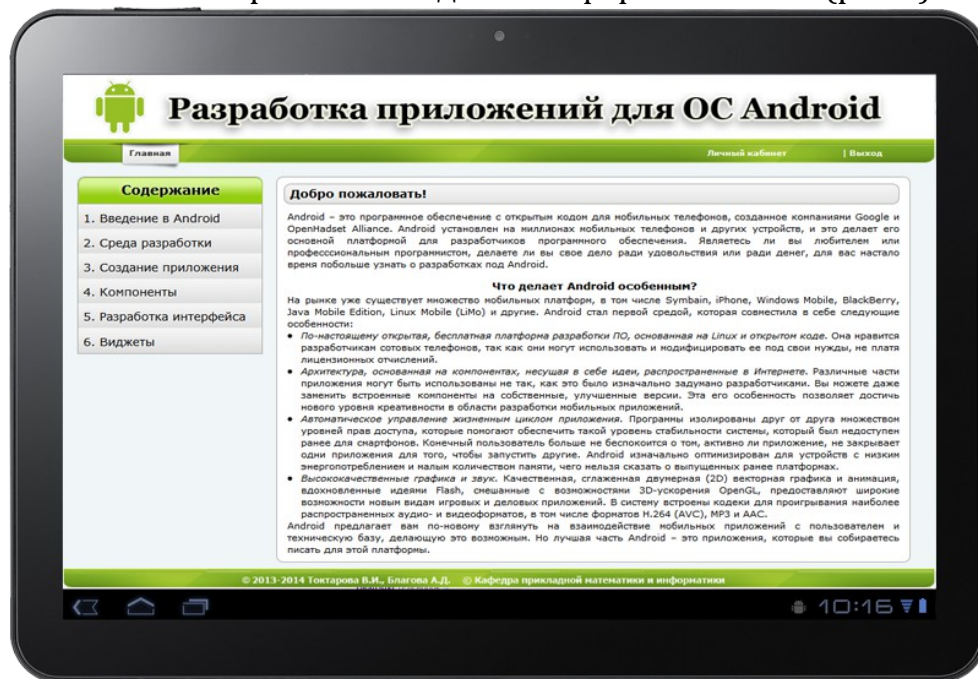 Разработка приложений для ОС Android
Главная
Личный кабинет
| Выход
Содержание
1. Введение в Android
2. Среда разработки
3. Создание приложения
4. Компоненты
5. Разработка интерфейса
6. Виджеты
Добро пожаловать!
Android – это программное обеспечение с открытым кодом для мобильных телефонов, созданное компаниями Google и
OpenHadset Alliance. Android установлен на миллионах мобильных телефонов и других устройств, и это делает его
основной платформой для разработчиков программного обеспечения. Являетесь ли вы любителем или
професссиональным программистом, делаете ли вы свое дело ради удовольствия или ради денег, для вас настало
время побольше узнать о разработках под Android.
Что делает Android особенным?
На рынке уже существует множество мобильных платформ, в том числе Symbain, iPhone, Windows Mobile, BlackBerry,
Java Mobile Edition, Linux Mobile (LiMo) и другие. Android стал первой средой, которая совместила в себе следующие
особенности:
• По-настоящему открытая, бесплатная платформа разработки ПО, основанная на Linux и открытом коде. Она нравится
разработчикам сотовых телефонов, так как они могут использовать и модифицировать ее под свои нужды, не платя
лицензионных отчислений.
• Архитектура, основанная на компонентах, несущая в себе идеи, распространенные в Интернете. Различные части
приложения могут быть использованы не так, как это было изначально задумано разработчиками. Вы можете даже
заменить встроенные компоненты на собственные, улучшенные версии. Эта его особенность позволяет достичь
нового уровня креативности в области разработки мобильных приложений.
• Автоматическое управление жизненным циклом приложения. Программы изолированы друг от друга множеством
уровней прав доступа, которые помогают обеспечить такой уровень стабильности системы, который был недоступен
ранее для смартфонов. Конечный пользователь больше не беспокоится о том, активно ли приложение, не закрывает
одни приложения для того, чтобы запустить другие. Android изначально оптимизирован для устройств с низким
энергопотреблением и малым количеством памяти, чего нельзя сказать о выпущенных ранее платформах.
• Высококачественные графика и звук. Качественная, сглаженная двумерная (2D) векторная графика и анимация,
вдохновленные идеями Flash, смешанные с возможностями 3D-ускорения OpenGL, предоставляют широкие
возможности новым видам игровых и деловых приложений. В систему встроены кодеки для проигрывания наиболее
распространенных аудио- и видеоформатов, в том числе форматов H.264 (AVC), MP3 и AAC.
Android предлагает вам по-новому взглянуть на взаимодействие мобильных приложений с пользователем и
техническую базу, делающую это возможным. Но лучшая часть Android – это приложения, которые вы собираетесь
писать для этой платформы.
© 2013-2014 Токтарова В.И., Благова А.Д. © Кафедра прикладной математики и информатики
10:16